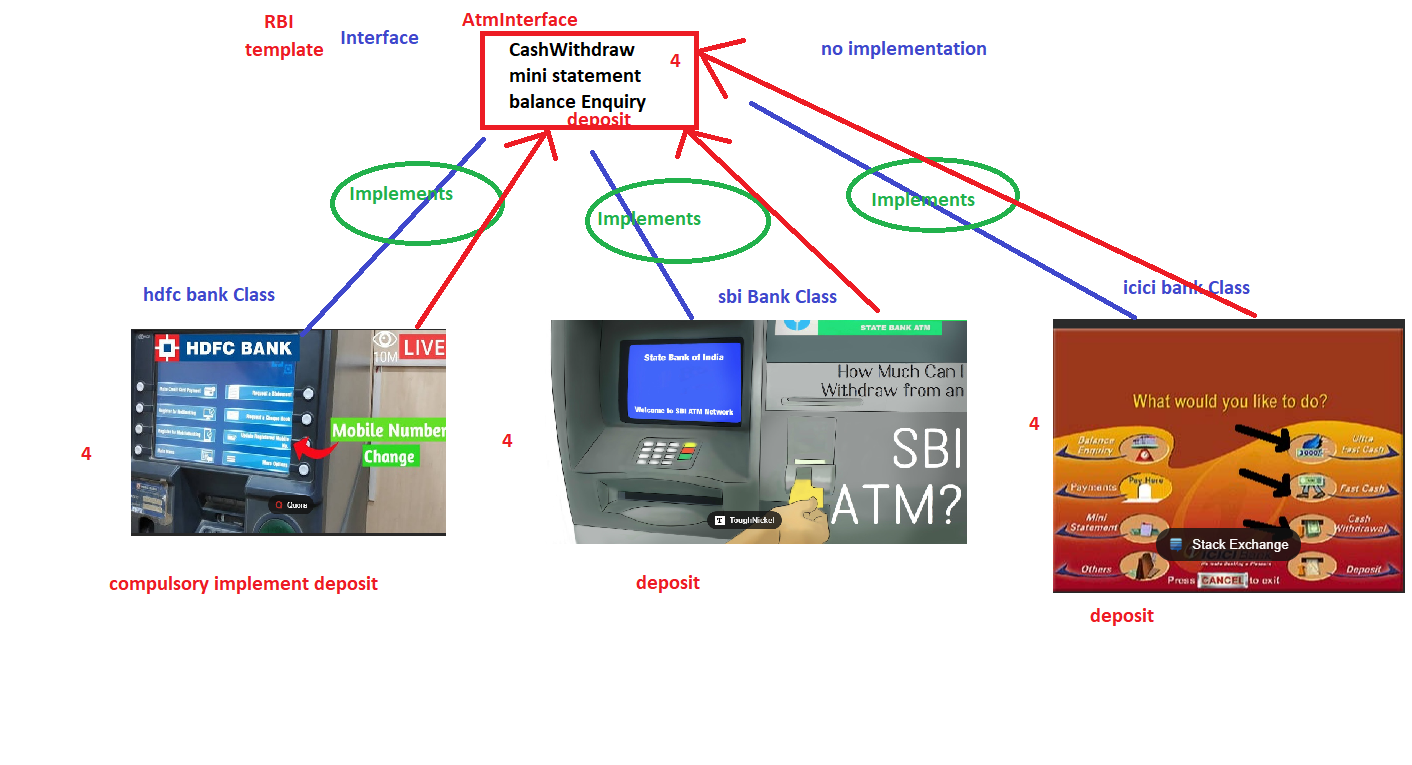 RBI
template
Interface
AtmInterface
CashWithdraw
mini statement
balance Enquiry
deposit
4
no implementation
Implements
Implements
Implements
hdfc bank Class
sbi Bank Class
icici bank Class
HDFC BANK
10M
LIVE
Mobile Number
Change
Quora
4
compulsory implement deposit
STATE BANK ATM
State Bank of India
Welcome to SBI ATM Network
How Much Can I
Withdraw from an
SBI
ATM?
ToughNickel
4
deposit
What would you like to do?
Balance
Enquiry
Payments
Pay Here
Mini
Statement
Others
Ultra
Fast Cash
Fast Cash
Cash
Withdrawal
Deposit
Stack Exchange
Press CANCEL to exit
4
deposit